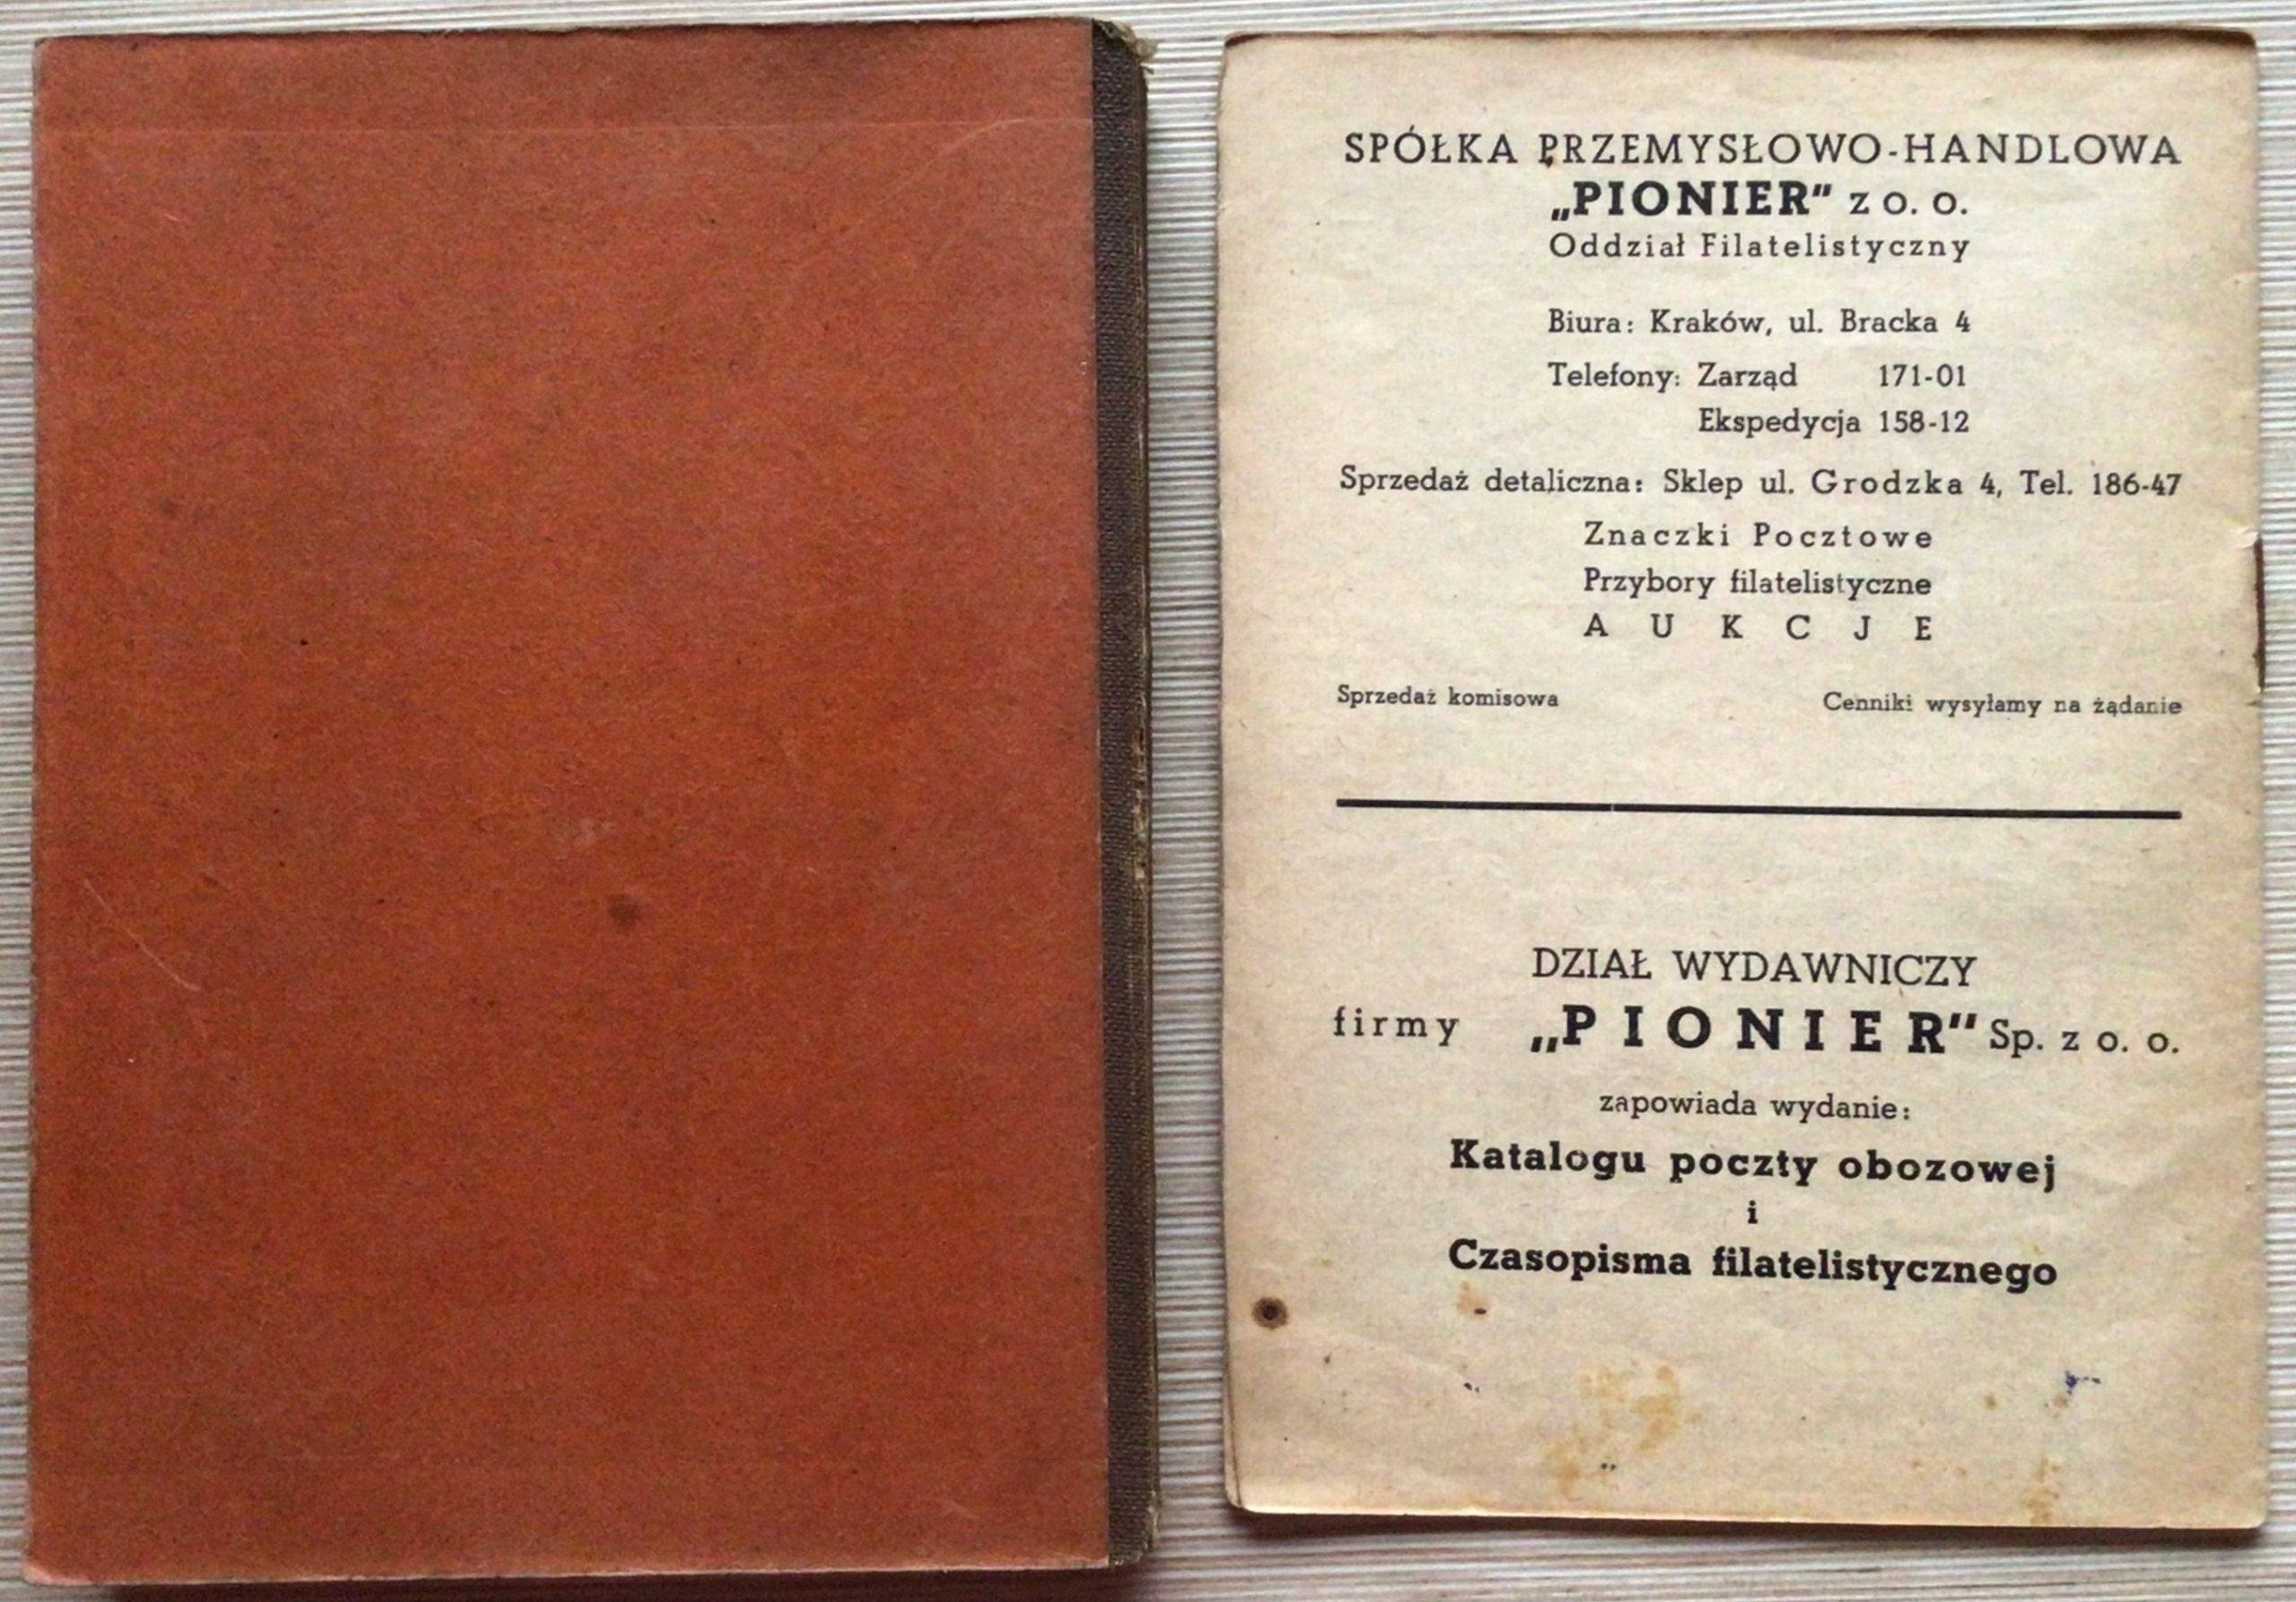 SPÓŁKA PRZEMYSŁOWO-HANDLOWA
„PIONIER" z o. o.
Oddział Filatelistyczny
Biura: Kraków, ul. Bracka 4
Telefony: Zarząd 171-01
Ekspedycja 158-12
Sprzedaż detaliczna: Sklep ul. Grodzka 4, Tel. 186-47
Znaczki Pocztowe
Przybory filatelistyczne
A U K C J E
Sprzedaż komisowa Cenniki wysyłamy na żądanie
DZIAŁ WYDAWNICZY
firmy „PIONIER" Sp. z o. o.
zapowiada wydanie:
Katalogu poczty obozowej
i
Czasopisma filatelistycznego